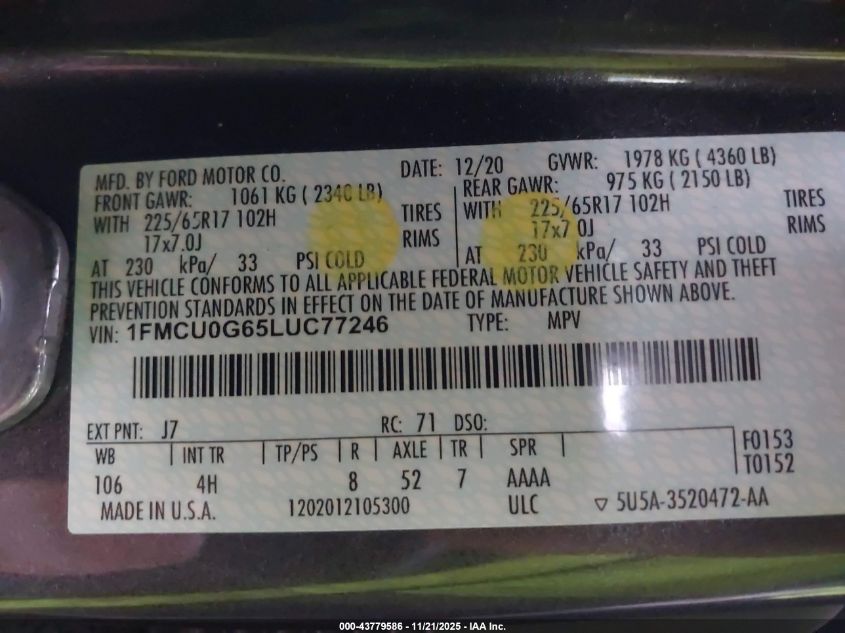 MFD. BY FORD MOTOR CO. DATE: 12/20 GVWR: 1978 KG ( 4360 LB)
FRONT GAWR: 1061 KG ( 2340 LB) REAR GAWR: 975 KG ( 2150 LB)
WITH 225/65R17 102H TIRES WITH 225/65R17 102H TIRES
17x7.0J RIMS 17x7.0J RIMS
AT 230 kPa/ 33 PSI COLD AT 230 kPa/ 33 PSI COLD
THIS VEHICLE CONFORMS TO ALL APPLICABLE FEDERAL MOTOR VEHICLE SAFETY AND THEFT
PREVENTION STANDARDS IN EFFECT ON THE DATE OF MANUFACTURE SHOWN ABOVE.
VIN: 1FMCU0G65LUC77246 TYPE: MPV
EXT PNT: J7 RC: 71 DSO:
WB INT TR TP/PS R AXLE TR SPR F0153
106 4H 8 52 7 AAAA T0152
MADE IN U.S.A. 1202012105300 ULC ▽ 5U5A-3520472-AA
000-43779586 - 11/21/2025 - IAA Inc.